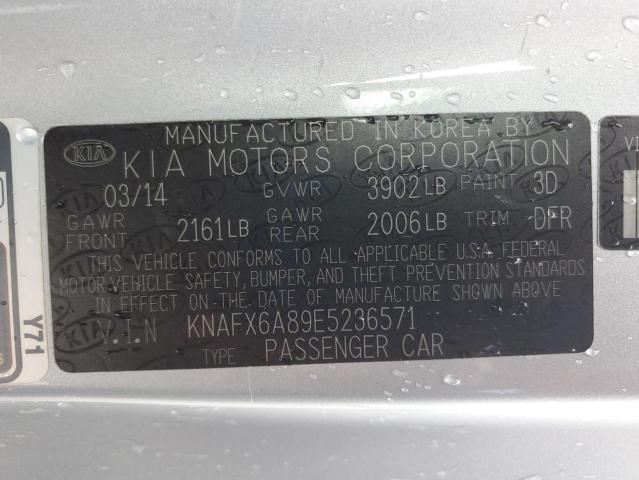 MANUFACTURED IN KOREA BY
KIA KIA MOTORS CORPORATION
03/14 GVWR 3902LB PAINT 3D
GAWR FRONT 2161LB GAWR REAR 2006LB TRIM DFR
THIS VEHICLE CONFORMS TO ALL APPLICABLE U.S.A. FEDERAL
MOTOR VEHICLE SAFETY, BUMPER, AND THEFT PREVENTION STANDARDS
IN EFFECT ON THE DATE OF MANUFACTURE SHOWN ABOVE
V.I.N KNAFX6A89E5236571
TYPE PASSENGER CAR
Y71
VI